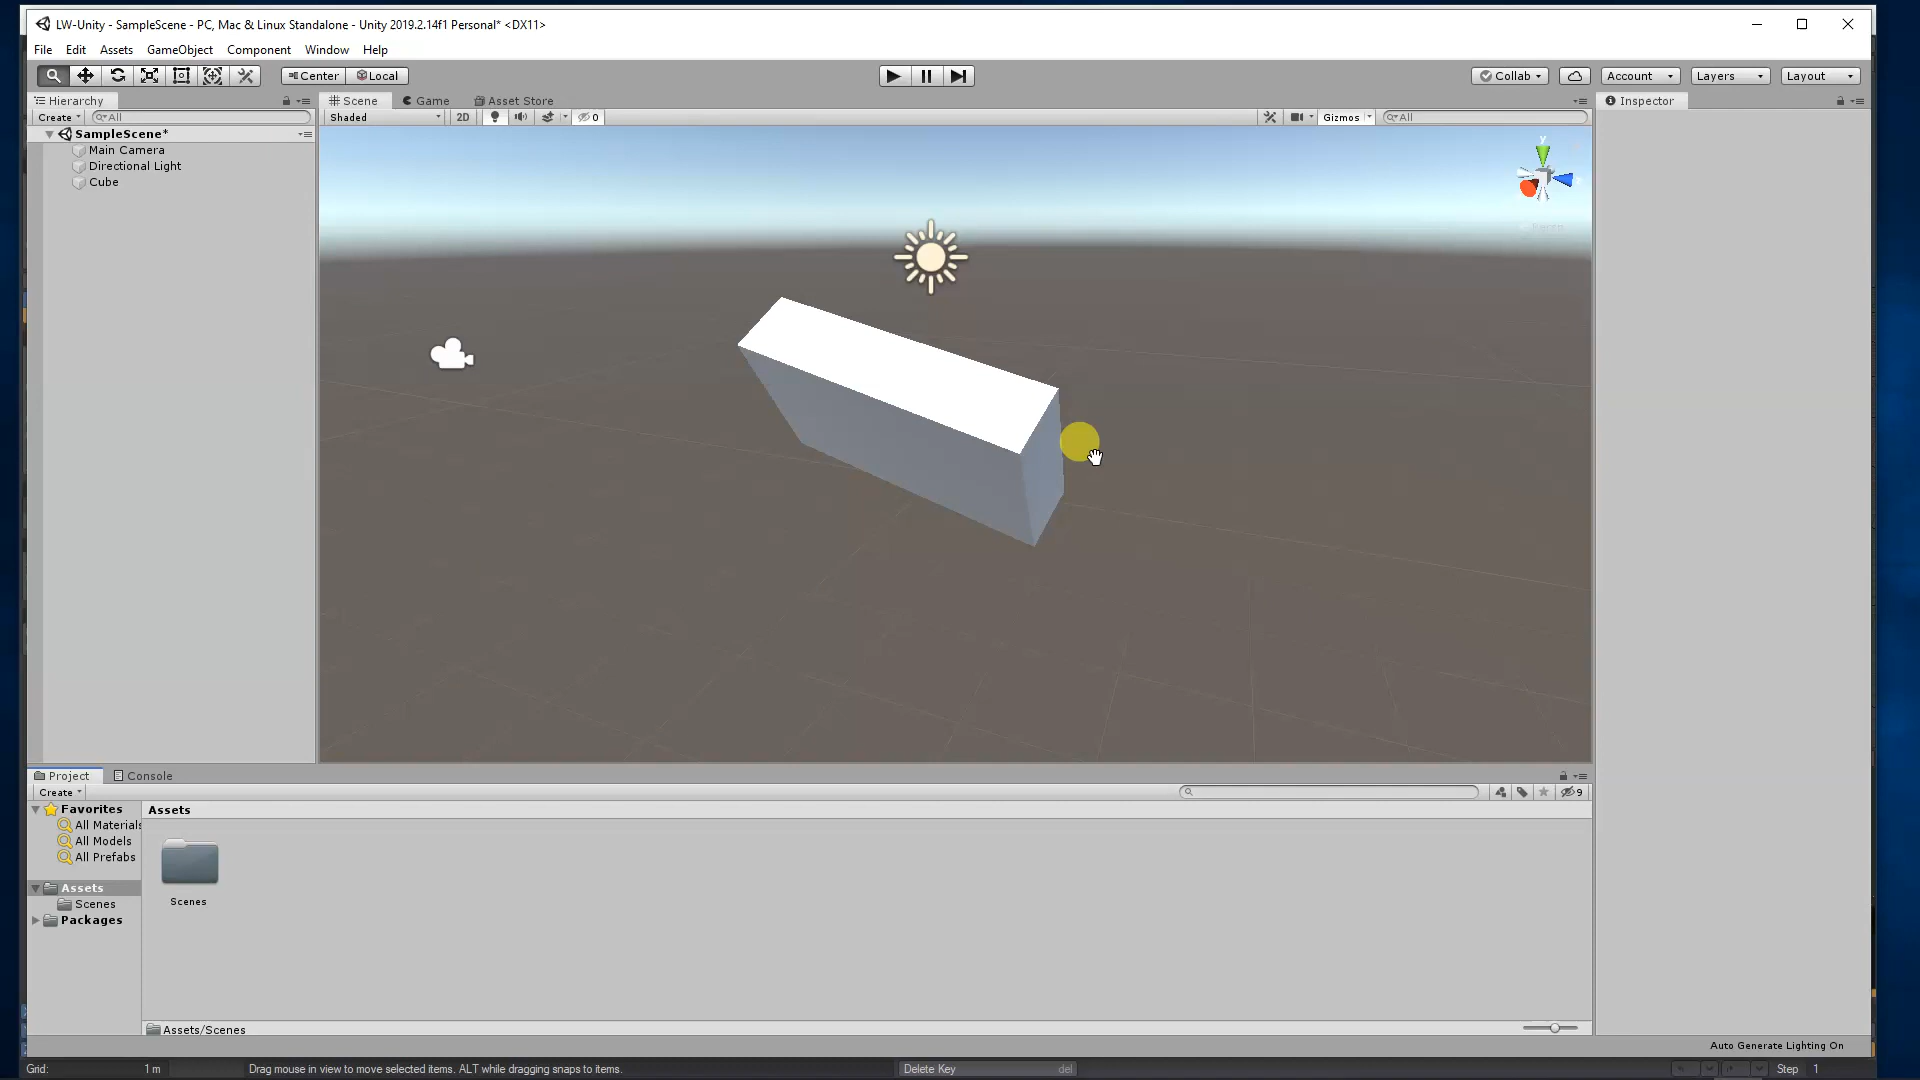 LW-Unity - SampleScene - PC, Mac & Linux Standalone - Unity 2019.2.14f1 Personal* <DX11>
File Edit Assets GameObject Component Window Help
Center Local Collab Account Layers Layout
Hierarchy Scene Game Asset Store Inspector
Create All Shaded 2D 0 Gizmos All
SampleScene*
Main Camera
Directional Light
Cube
y
Project Console
Create 9
Favorites Assets
All Materials
All Models
All Prefabs
Assets
Scenes Scenes
Packages
Assets/Scenes
Auto Generate Lighting On
Grid: 1 m Drag mouse in view to move selected items. ALT while dragging snaps to items. Delete Key del Step 1